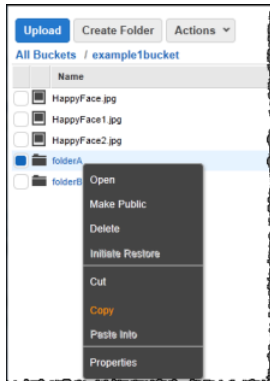 Upload Create Folder Actions
All Buckets / example1bucket
Name
HappyFace.jpg
HappyFace1.jpg
HappyFace2.jpg
folderA
folderB
Open
Make Public
Delete
Initiate Restore
Cut
Copy
Paste Into
Properties